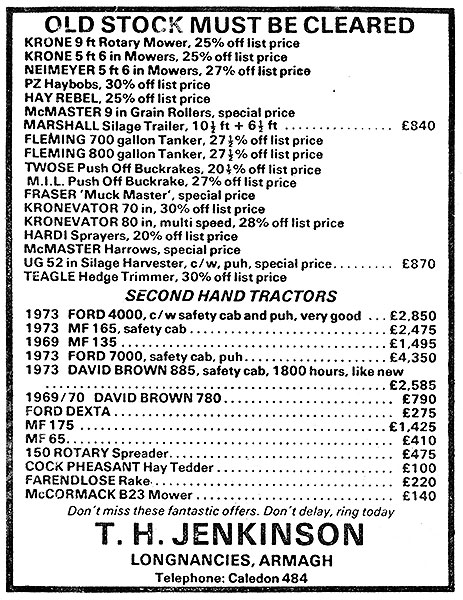 OLD STOCK MUST BE CLEARED
KRONE 9 ft Rotary Mower, 25% off list price
KRONE 5 ft 6 in Mowers, 25% off list price
NEIMEYER 5 ft 6 in Mowers, 27% off list price
PZ Haybobs, 30% off list price
HAY REBEL, 25% off list price
McMASTER 9 in Grain Rollers, special price
MARSHALL Silage Trailer, 10½ ft + 6½ ft ............... £840
FLEMING 700 gallon Tanker, 27½% off list price
FLEMING 800 gallon Tanker, 27½% off list price
TWOSE Push Off Buckrakes, 20½% off list price
M.I.L. Push Off Buckrake, 27% off list price
FRASER 'Muck Master', special price
KRONEVATOR 70 in, 30% off list price
KRONEVATOR 80 in, multi speed, 28% off list price
HARDI Sprayers, 20% off list price
McMASTER Harrows, special price
UG 52 in Silage Harvester, c/w, puh, special price......... £870
TEAGLE Hedge Trimmer, 30% off list price
SECOND HAND TRACTORS
1973 FORD 4000, c/w safety cab and puh, very good ... £2,850
1973 MF 165, safety cab .......................... £2,475
1969 MF 135 .................................... £1,495
1973 FORD 7000, safety cab, puh................... £4,350
1973 DAVID BROWN 885, safety cab, 1800 hours, like new
............................................... £2,585
1969/70 DAVID BROWN 780......................... £790
FORD DEXTA ..................................... £275
MF 175 ......................................... £1,425
MF 65........................................... £410
150 ROTARY Spreader............................. £475
COCK PHEASANT Hay Tedder ....................... £100
FARENDLOSE Rake................................. £220
McCORMACK B23 Mower ............................ £140
Don't miss these fantastic offers. Don't delay, ring today
T. H. JENKINSON
LONGNANCIES, ARMAGH
Telephone: Caledon 484